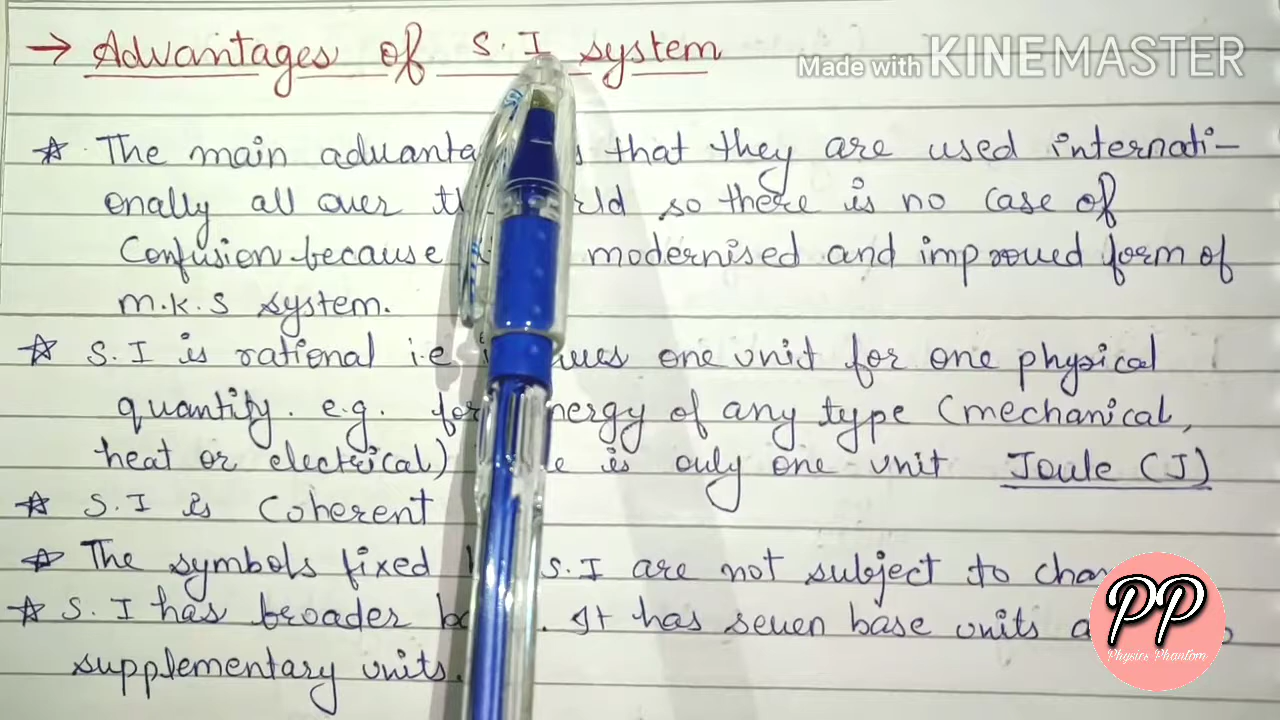 → Advantages of S.I system
Made with KINEMASTER
☆ The main that they are used internati-
onally all over so there is no case of
Confusion because modernised and improved form of
m.k.s system.
☆ S.I is rational i.e one unit for one physical
quantity. e.g. for of any type (mechanical,
heat or electrical) is only one unit Joule (J)
☆ S.I is Coherent
☆ The symbols fixed S.I are not subject to
☆ S.I has broader It has seven base units
supplementary units.
PP
Physics Phantom